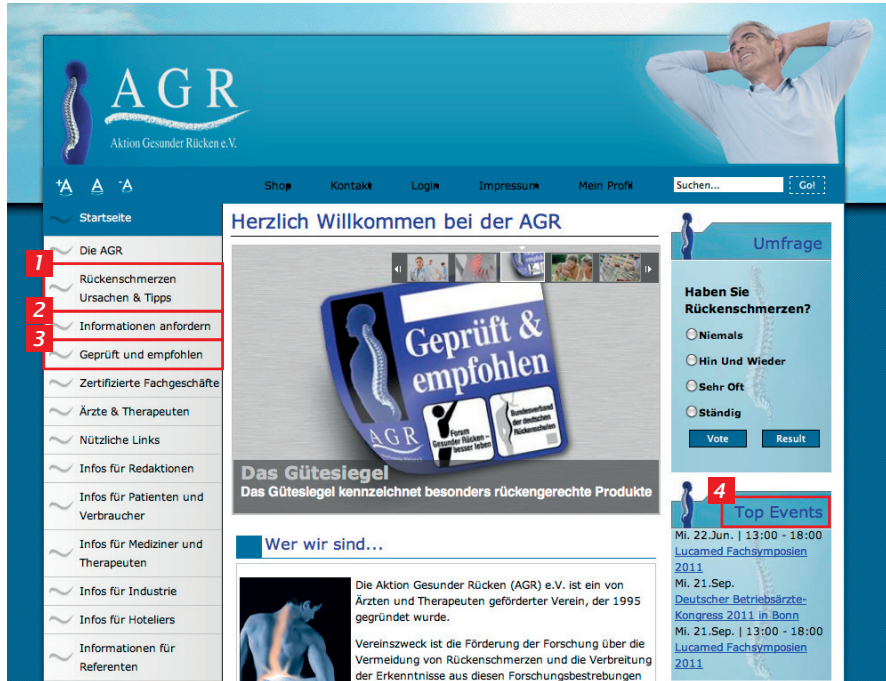 AGR
Aktion Gesunder Rücken e.V.
+A A -A
Shop Kontakt Login Impressum Mein Profil Suchen... Go!
Startseite
Die AGR
1
Rückenschmerzen
Ursachen & Tipps
2
Informationen anfordern
3
Geprüft und empfohlen
Zertifizierte Fachgeschäfte
Ärzte & Therapeuten
Nützliche Links
Infos für Redaktionen
Infos für Patienten und
Verbraucher
Infos für Mediziner und
Therapeuten
Infos für Industrie
Infos für Hoteliers
Informationen für
Referenten
Herzlich Willkommen bei der AGR
Geprüft &
empfohlen
AGR
Forum
Gesunder Rücken –
besser leben
Bundesverband
der deutschen
Rückenschulen
Das Gütesiegel
Das Gütesiegel kennzeichnet besonders rückengerechte Produkte
Wer wir sind...
Die Aktion Gesunder Rücken (AGR) e.V. ist ein von
Ärzten und Therapeuten geförderter Verein, der 1995
gegründet wurde.
Vereinszweck ist die Förderung der Forschung über die
Vermeidung von Rückenschmerzen und die Verbreitung
der Erkenntnisse aus diesen Forschungsbestrebungen
Umfrage
Haben Sie
Rückenschmerzen?
Niemals
Hin Und Wieder
Sehr Oft
Ständig
Vote Result
4
Top Events
Mi. 22.Jun. | 13:00 - 18:00
Lucamed Fachsymposien
2011
Mi. 21.Sep.
Deutscher Betriebsärzte-
Kongress 2011 in Bonn
Mi. 21.Sep. | 13:00 - 18:00
Lucamed Fachsymposien
2011